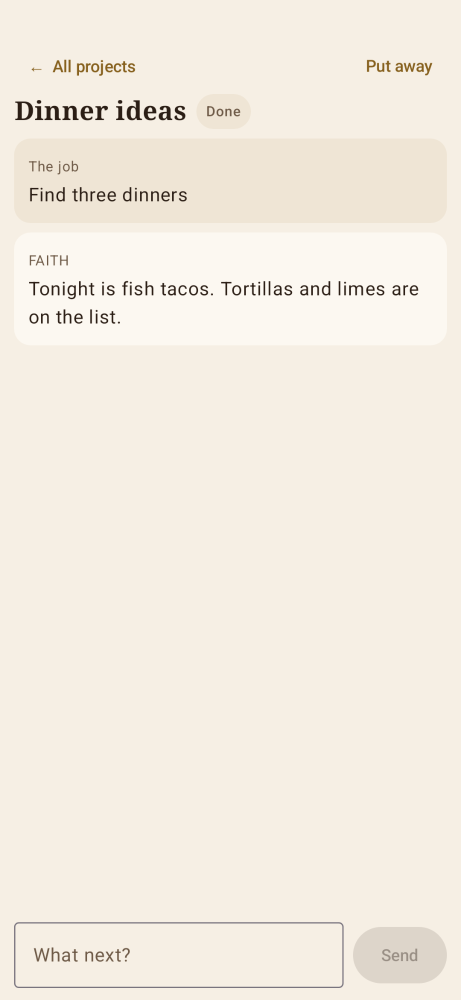 ← All projects
Put away
Dinner ideas
Done
The job
Find three dinners
FAITH
Tonight is fish tacos. Tortillas and limes are
on the list.
What next?
Send